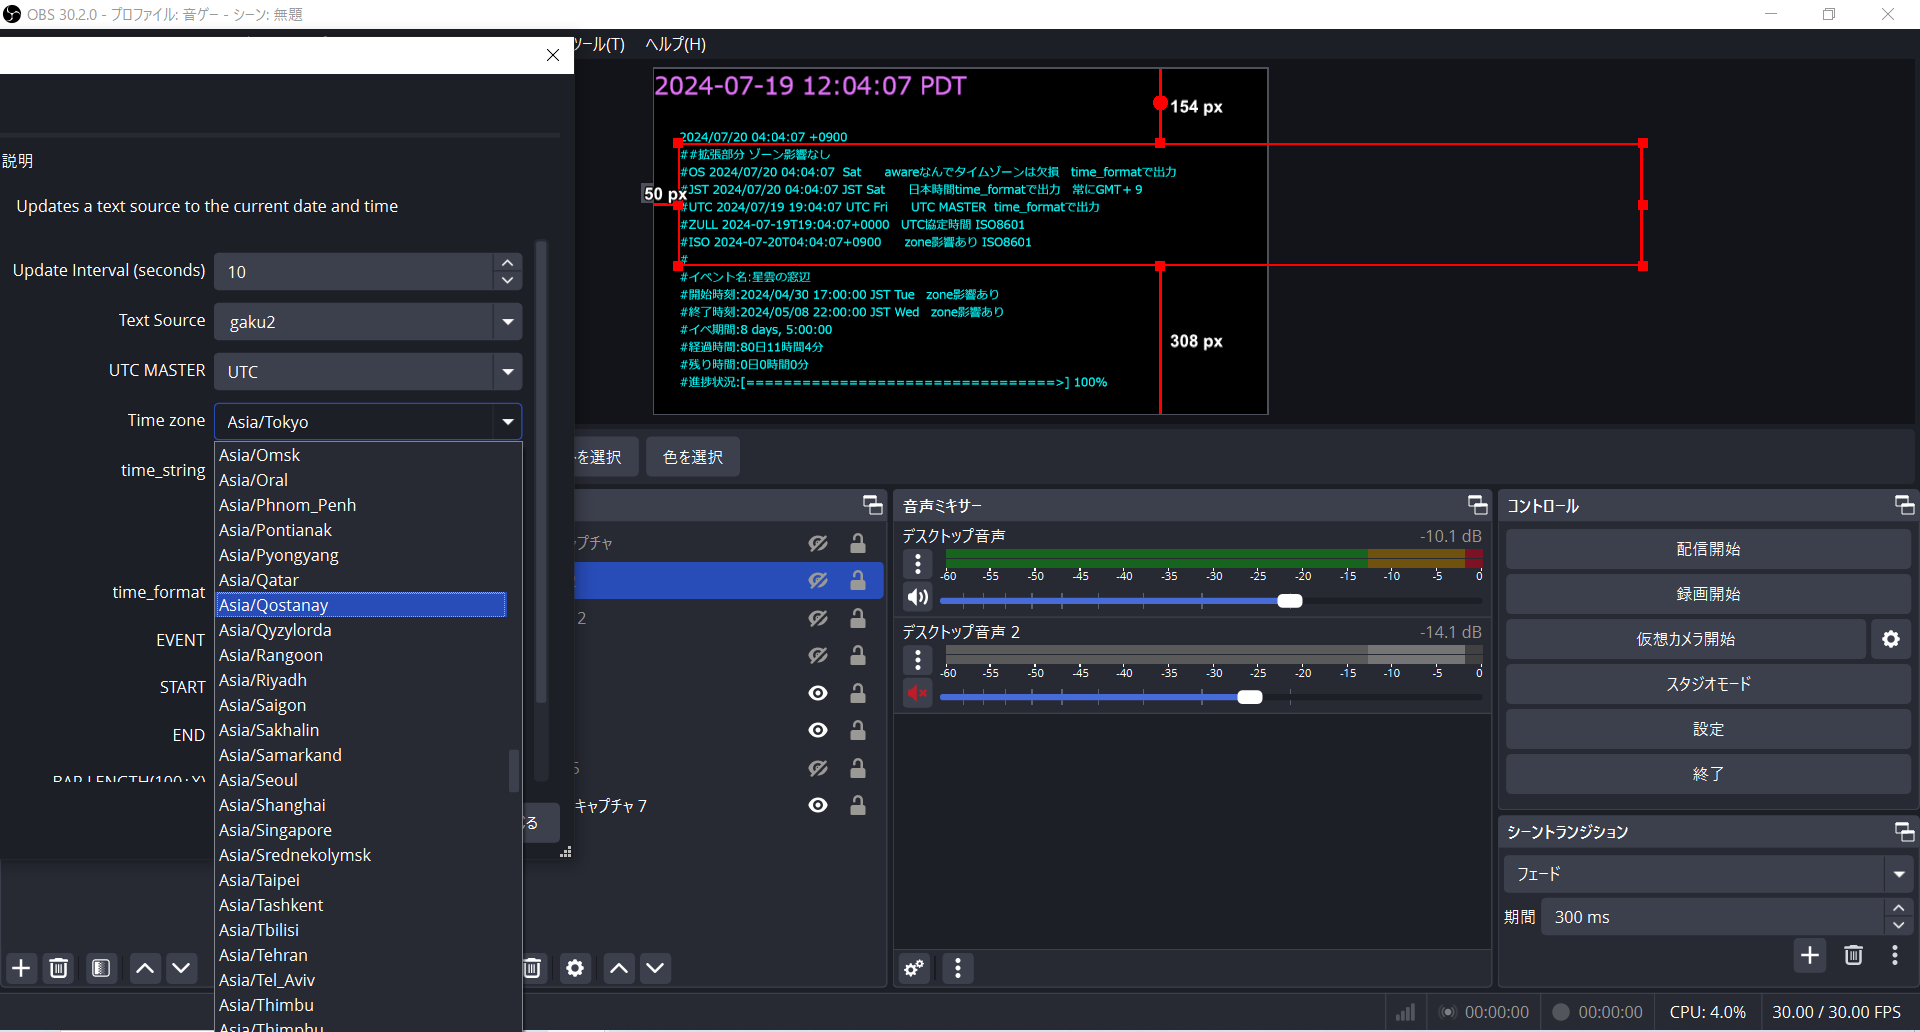 OBS 30.2.0 - プロファイル: 音ゲー - シーン: 無題
ツール(T) ヘルプ(H)
説明
Updates a text source to the current date and time
Update Interval (seconds) 10
Text Source gaku2
UTC MASTER UTC
Time zone Asia/Tokyo
time_string
time_format
EVENT
START
END
BAR LENGTH(100÷X)
Asia/Omsk
Asia/Oral
Asia/Phnom_Penh
Asia/Pontianak
Asia/Pyongyang
Asia/Qatar
Asia/Qostanay
Asia/Qyzylorda
Asia/Rangoon
Asia/Riyadh
Asia/Saigon
Asia/Sakhalin
Asia/Samarkand
Asia/Seoul
Asia/Shanghai
Asia/Singapore
Asia/Srednekolymsk
Asia/Taipei
Asia/Tashkent
Asia/Tbilisi
Asia/Tehran
Asia/Tel_Aviv
Asia/Thimbu
Asia/Thimphu
る
2024-07-19 12:04:07 PDT
154 px
50 px
308 px
2024/07/20 04:04:07 +0900
##拡張部分 ゾーン影響なし
#OS 2024/07/20 04:04:07 Sat awareなんでタイムゾーンは欠損 time_formatで出力
#JST 2024/07/20 04:04:07 JST Sat 日本時間time_formatで出力 常にGMT+9
#UTC 2024/07/19 19:04:07 UTC Fri UTC MASTER time_formatで出力
#ZULL 2024-07-19T19:04:07+0000 UTC協定時間 ISO8601
#ISO 2024-07-20T04:04:07+0900 zone影響あり ISO8601
#
#イベント名:星雲の窓辺
#開始時刻:2024/04/30 17:00:00 JST Tue zone影響あり
#終了時刻:2024/05/08 22:00:00 JST Wed zone影響あり
#イベ期間:8 days, 5:00:00
#経過時間:80日11時間4分
#残り時間:0日0時間0分
#進捗状況:[=================================>] 100%
を選択 色を選択
プチャ
2
5
キャプチャ 7
音声ミキサー
デスクトップ音声 -10.1 dB
-60 -55 -50 -45 -40 -35 -30 -25 -20 -15 -10 -5 0
デスクトップ音声 2 -14.1 dB
-60 -55 -50 -45 -40 -35 -30 -25 -20 -15 -10 -5 0
コントロール
配信開始
録画開始
仮想カメラ開始
スタジオモード
設定
終了
シーントランジション
フェード
期間 300 ms
00:00:00 00:00:00 CPU: 4.0% 30.00 / 30.00 FPS